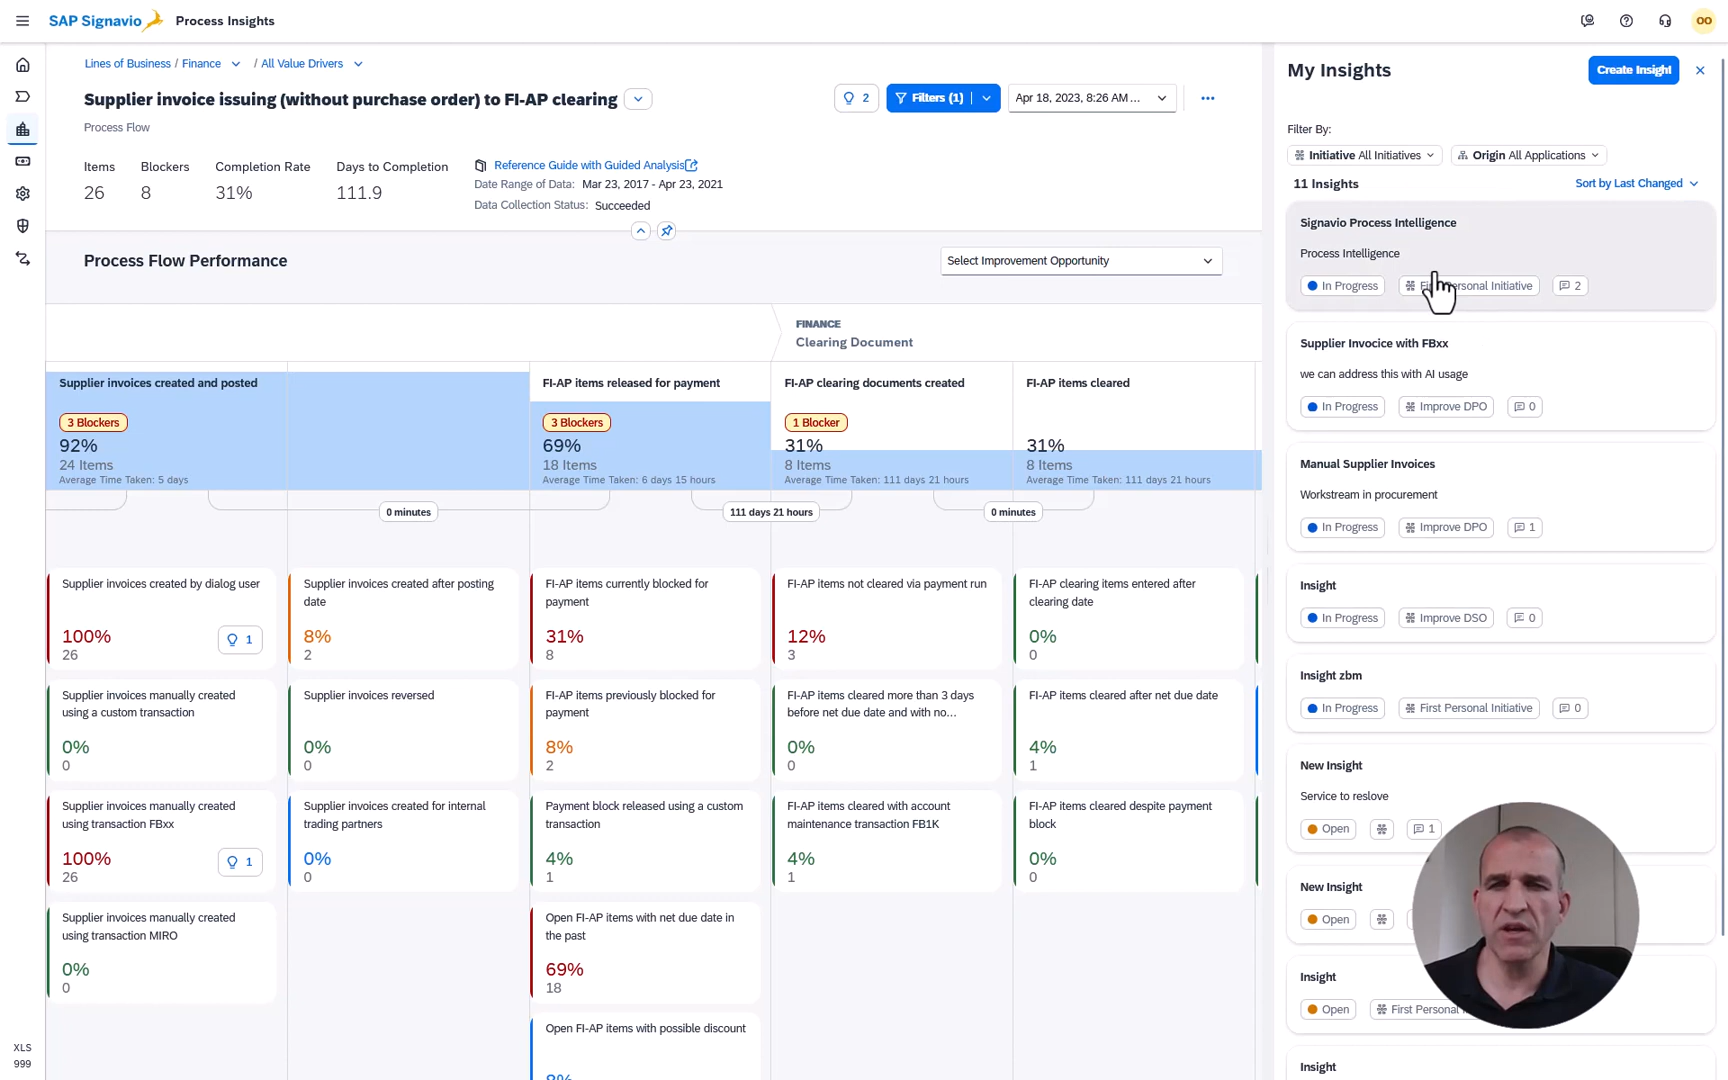 SAP Signavio Process Insights
OO
Lines of Business / Finance / All Value Drivers
Supplier invoice issuing (without purchase order) to FI-AP clearing
2
Filters (1)
Apr 18, 2023, 8:26 AM ...
Process Flow
Items
26
Blockers
8
Completion Rate
31%
Days to Completion
111.9
Reference Guide with Guided Analysis
Date Range of Data: Mar 23, 2017 - Apr 23, 2021
Data Collection Status: Succeeded
Process Flow Performance
Select Improvement Opportunity
FINANCE
Clearing Document
Supplier invoices created and posted
3 Blockers
92%
24 Items
Average Time Taken: 5 days
FI-AP items released for payment
3 Blockers
69%
18 Items
Average Time Taken: 6 days 15 hours
FI-AP clearing documents created
1 Blocker
31%
8 Items
Average Time Taken: 111 days 21 hours
FI-AP items cleared
31%
8 Items
Average Time Taken: 111 days 21 hours
0 minutes
111 days 21 hours
0 minutes
Supplier invoices created by dialog user
100%
26
1
Supplier invoices manually created
using a custom transaction
0%
0
Supplier invoices manually created
using transaction FBxx
100%
26
1
Supplier invoices manually created
using transaction MIRO
0%
0
Supplier invoices created after posting
date
8%
2
Supplier invoices reversed
0%
0
Supplier invoices created for internal
trading partners
0%
0
FI-AP items currently blocked for
payment
31%
8
FI-AP items previously blocked for
payment
8%
2
Payment block released using a custom
transaction
4%
1
Open FI-AP items with net due date in
the past
69%
18
Open FI-AP items with possible discount
FI-AP items not cleared via payment run
12%
3
FI-AP items cleared more than 3 days
before net due date and with no...
0%
0
FI-AP items cleared with account
maintenance transaction FB1K
4%
1
FI-AP clearing items entered after
clearing date
0%
0
FI-AP items cleared after net due date
4%
1
FI-AP items cleared despite payment
block
0%
0
XLS
999
My Insights
Create Insight
Filter By:
Initiative All Initiatives
Origin All Applications
11 Insights
Sort by Last Changed
Signavio Process Intelligence
Process Intelligence
In Progress
Personal Initiative
2
Supplier Invocice with FBxx
we can address this with AI usage
In Progress
Improve DPO
0
Manual Supplier Invoices
Workstream in procurement
In Progress
Improve DPO
1
Insight
In Progress
Improve DSO
0
Insight zbm
In Progress
First Personal Initiative
0
New Insight
Service to reslove
Open
1
New Insight
Open
Insight
Open
First Personal
Insight